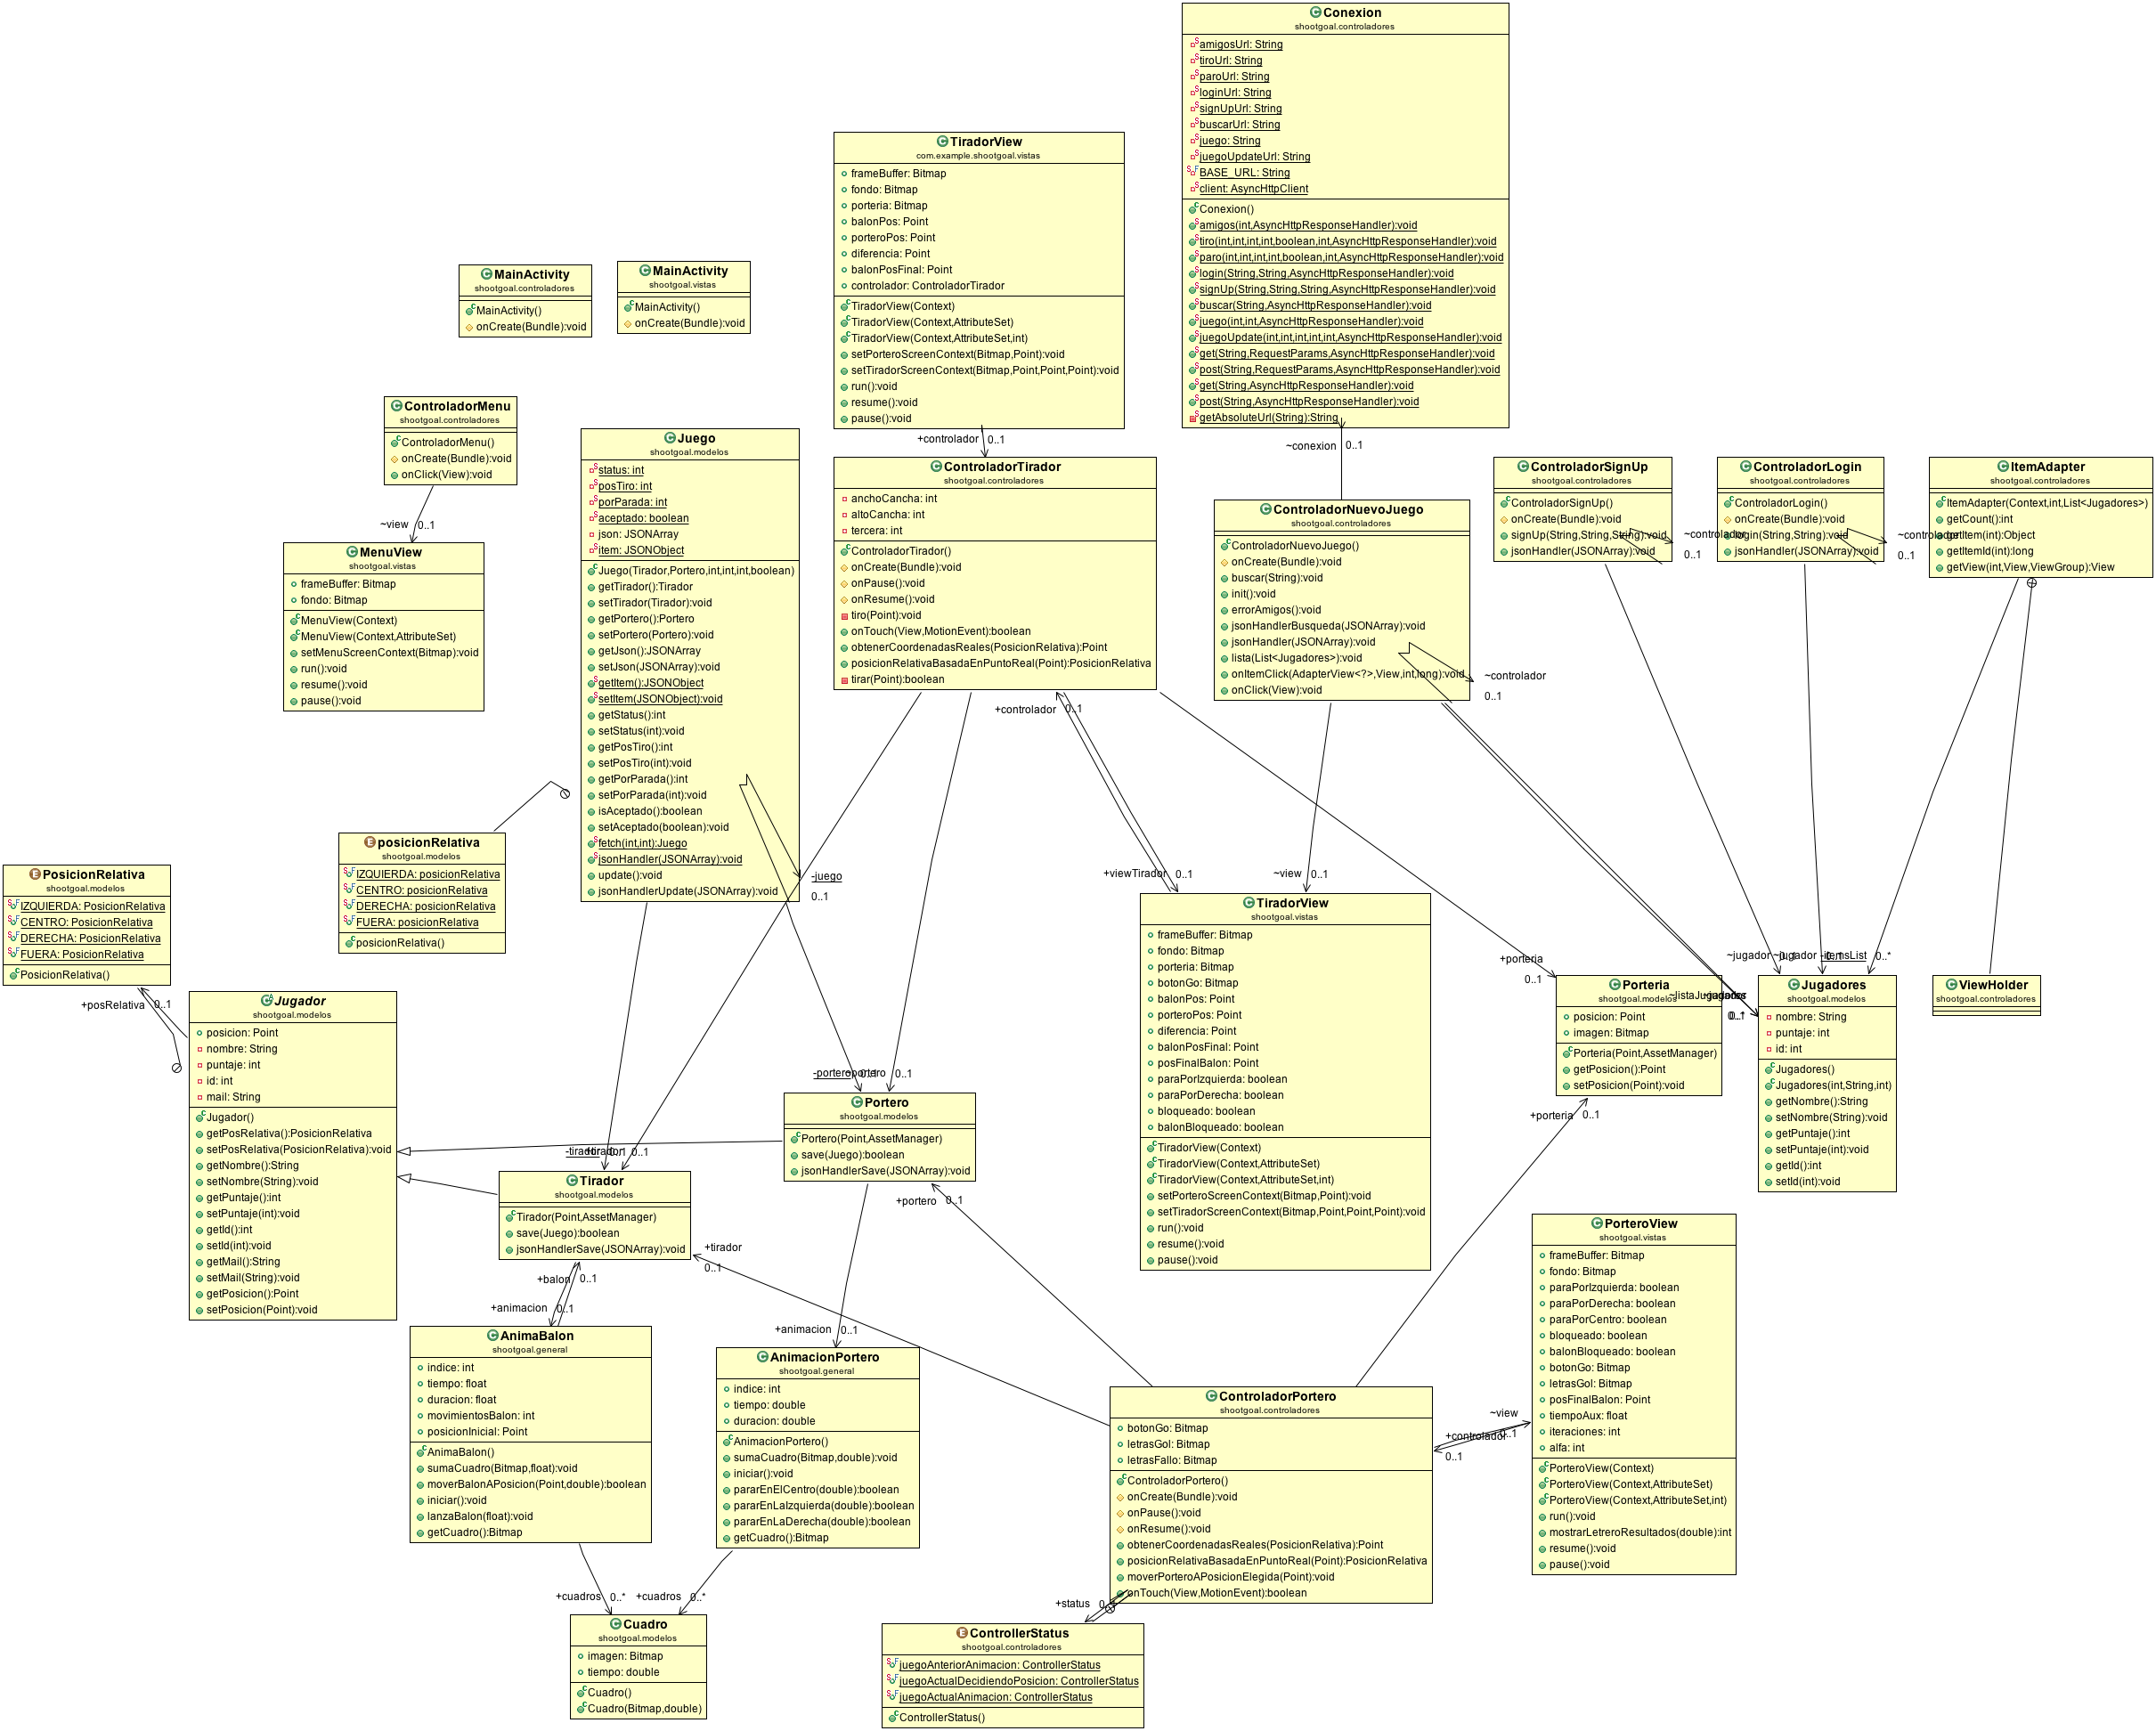 Conexion
shootgoal.controladores
amigosUrl: String
tiroUrl: String
paroUrl: String
loginUrl: String
signUpUrl: String
buscarUrl: String
juego: String
juegoUpdateUrl: String
BASE_URL: String
client: AsyncHttpClient
Conexion()
amigos(int,AsyncHttpResponseHandler):void
tiro(int,int,int,int,boolean,int,AsyncHttpResponseHandler):void
paro(int,int,int,int,boolean,int,AsyncHttpResponseHandler):void
login(String,String,AsyncHttpResponseHandler):void
signUp(String,String,String,AsyncHttpResponseHandler):void
buscar(String,AsyncHttpResponseHandler):void
juego(int,int,AsyncHttpResponseHandler):void
juegoUpdate(int,int,int,int,int,AsyncHttpResponseHandler):void
get(String,RequestParams,AsyncHttpResponseHandler):void
post(String,RequestParams,AsyncHttpResponseHandler):void
get(String,AsyncHttpResponseHandler):void
post(String,AsyncHttpResponseHandler):void
getAbsoluteUrl(String):String
~conexion 0..1
TiradorView
com.example.shootgoal.vistas
frameBuffer: Bitmap
fondo: Bitmap
porteria: Bitmap
balonPos: Point
porteroPos: Point
diferencia: Point
balonPosFinal: Point
controlador: ControladorTirador
TiradorView(Context)
TiradorView(Context,AttributeSet)
TiradorView(Context,AttributeSet,int)
setPorteroScreenContext(Bitmap,Point):void
setTiradorScreenContext(Bitmap,Point,Point,Point):void
run():void
resume():void
pause():void
+controlador 0..1
MainActivity
shootgoal.controladores
MainActivity()
onCreate(Bundle):void
MainActivity
shootgoal.vistas
MainActivity()
onCreate(Bundle):void
ControladorMenu
shootgoal.controladores
ControladorMenu()
onCreate(Bundle):void
onClick(View):void
~view 0..1
MenuView
shootgoal.vistas
frameBuffer: Bitmap
fondo: Bitmap
MenuView(Context)
MenuView(Context,AttributeSet)
setMenuScreenContext(Bitmap):void
run():void
resume():void
pause():void
Juego
shootgoal.modelos
status: int
posTiro: int
porParada: int
aceptado: boolean
json: JSONArray
item: JSONObject
Juego(Tirador,Portero,int,int,int,boolean)
getTirador():Tirador
setTirador(Tirador):void
getPortero():Portero
setPortero(Portero):void
getJson():JSONArray
setJson(JSONArray):void
getItem():JSONObject
setItem(JSONObject):void
getStatus():int
setStatus(int):void
getPosTiro():int
setPosTiro(int):void
getPorParada():int
setPorParada(int):void
isAceptado():boolean
setAceptado(boolean):void
fetch(int,int):Juego
jsonHandler(JSONArray):void
update():void
jsonHandlerUpdate(JSONArray):void
-juego
0..1
ControladorTirador
shootgoal.controladores
anchoCancha: int
altoCancha: int
tercera: int
ControladorTirador()
onCreate(Bundle):void
onPause():void
onResume():void
tiro(Point):void
onTouch(View,MotionEvent):boolean
obtenerCoordenadasReales(PosicionRelativa):Point
posicionRelativaBasadaEnPuntoReal(Point):PosicionRelativa
tirar(Point):boolean
+controlador 0..1
+viewTirador 0..1
ControladorNuevoJuego
shootgoal.controladores
ControladorNuevoJuego()
onCreate(Bundle):void
buscar(String):void
init():void
errorAmigos():void
jsonHandlerBusqueda(JSONArray):void
jsonHandler(JSONArray):void
lista(List<Jugadores>):void
onItemClick(AdapterView<?>,View,int,long):void
onClick(View):void
~controlador
0..1
~view 0..1
ControladorSignUp
shootgoal.controladores
ControladorSignUp()
onCreate(Bundle):void
signUp(String,String,String):void
jsonHandler(JSONArray):void
~controlador
0..1
ControladorLogin
shootgoal.controladores
ControladorLogin()
onCreate(Bundle):void
login(String,String):void
jsonHandler(JSONArray):void
~controlador
0..1
ItemAdapter
shootgoal.controladores
ItemAdapter(Context,int,List<Jugadores>)
getCount():int
getItem(int):Object
getItemId(int):long
getView(int,View,ViewGroup):View
posicionRelativa
shootgoal.modelos
IZQUIERDA: posicionRelativa
CENTRO: posicionRelativa
DERECHA: posicionRelativa
FUERA: posicionRelativa
posicionRelativa()
PosicionRelativa
shootgoal.modelos
IZQUIERDA: PosicionRelativa
CENTRO: PosicionRelativa
DERECHA: PosicionRelativa
FUERA: PosicionRelativa
PosicionRelativa()
+posRelativa 0..1
Jugador
shootgoal.modelos
posicion: Point
nombre: String
puntaje: int
id: int
mail: String
Jugador()
getPosRelativa():PosicionRelativa
setPosRelativa(PosicionRelativa):void
getNombre():String
setNombre(String):void
getPuntaje():int
setPuntaje(int):void
getId():int
setId(int):void
getMail():String
setMail(String):void
getPosicion():Point
setPosicion(Point):void
TiradorView
shootgoal.vistas
frameBuffer: Bitmap
fondo: Bitmap
porteria: Bitmap
botonGo: Bitmap
balonPos: Point
porteroPos: Point
diferencia: Point
balonPosFinal: Point
posFinalBalon: Point
paraPorIzquierda: boolean
paraPorDerecha: boolean
bloqueado: boolean
balonBloqueado: boolean
TiradorView(Context)
TiradorView(Context,AttributeSet)
TiradorView(Context,AttributeSet,int)
setPorteroScreenContext(Bitmap,Point):void
setTiradorScreenContext(Bitmap,Point,Point,Point):void
run():void
resume():void
pause():void
+porteria
0..1
Porteria
shootgoal.modelos
posicion: Point
imagen: Bitmap
Porteria(Point,AssetManager)
getPosicion():Point
setPosicion(Point):void
+porteria 0..1
~jugador ~jugador -itemsList 0..*
Jugadores
shootgoal.modelos
nombre: String
puntaje: int
id: int
Jugadores()
Jugadores(int,String,int)
getNombre():String
setNombre(String):void
getPuntaje():int
setPuntaje(int):void
getId():int
setId(int):void
ViewHolder
shootgoal.controladores
-portero 0..1
Portero
shootgoal.modelos
Portero(Point,AssetManager)
save(Juego):boolean
jsonHandlerSave(JSONArray):void
+portero 0..1
-tirador 0..1
Tirador
shootgoal.modelos
Tirador(Point,AssetManager)
save(Juego):boolean
jsonHandlerSave(JSONArray):void
+tirador
0..1
+balon 0..1
+animacion 0..1
AnimaBalon
shootgoal.general
indice: int
tiempo: float
duracion: float
movimientosBalon: int
posicionInicial: Point
AnimaBalon()
sumaCuadro(Bitmap,float):void
moverBalonAPosicion(Point,double):boolean
iniciar():void
lanzaBalon(float):void
getCuadro():Bitmap
+animacion 0..1
AnimacionPortero
shootgoal.general
indice: int
tiempo: double
duracion: double
AnimacionPortero()
sumaCuadro(Bitmap,double):void
iniciar():void
pararEnElCentro(double):boolean
pararEnLaIzquierda(double):boolean
pararEnLaDerecha(double):boolean
getCuadro():Bitmap
+cuadros 0..*
+cuadros 0..*
Cuadro
shootgoal.modelos
imagen: Bitmap
tiempo: double
Cuadro()
Cuadro(Bitmap,double)
ControladorPortero
shootgoal.controladores
botonGo: Bitmap
letrasGol: Bitmap
letrasFallo: Bitmap
ControladorPortero()
onCreate(Bundle):void
onPause():void
onResume():void
obtenerCoordenadasReales(PosicionRelativa):Point
posicionRelativaBasadaEnPuntoReal(Point):PosicionRelativa
moverPorteroAPosicionElegida(Point):void
onTouch(View,MotionEvent):boolean
~view 0..1
+controlador
0..1
PorteroView
shootgoal.vistas
frameBuffer: Bitmap
fondo: Bitmap
paraPorIzquierda: boolean
paraPorDerecha: boolean
paraPorCentro: boolean
bloqueado: boolean
balonBloqueado: boolean
botonGo: Bitmap
letrasGol: Bitmap
posFinalBalon: Point
tiempoAux: float
iteraciones: int
alfa: int
PorteroView(Context)
PorteroView(Context,AttributeSet)
PorteroView(Context,AttributeSet,int)
run():void
mostrarLetreroResultados(double):int
resume():void
pause():void
+status
ControllerStatus
shootgoal.controladores
juegoAnteriorAnimacion: ControllerStatus
juegoActualDecidiendoPosicion: ControllerStatus
juegoActualAnimacion: ControllerStatus
ControllerStatus()